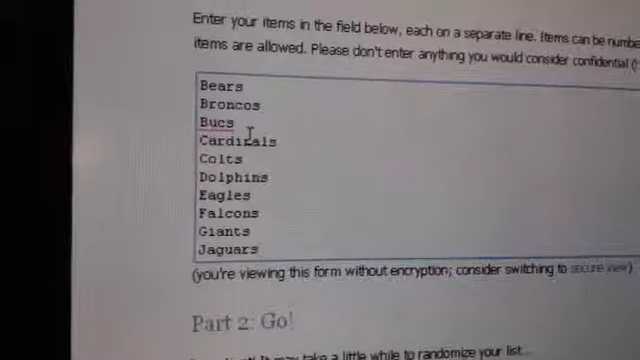 Enter your items in the field below, each on a separate line. Items can be
items are allowed. Please don't enter anything you would consider confidential
Bears
Broncos
Bucs
Cardinals
Colts
Dolphins
Eagles
Falcons
Giants
Jaguars
(you're viewing this form without encryption; consider switching to secure view)
Part 2: Go!
take a little while to randomize your list...